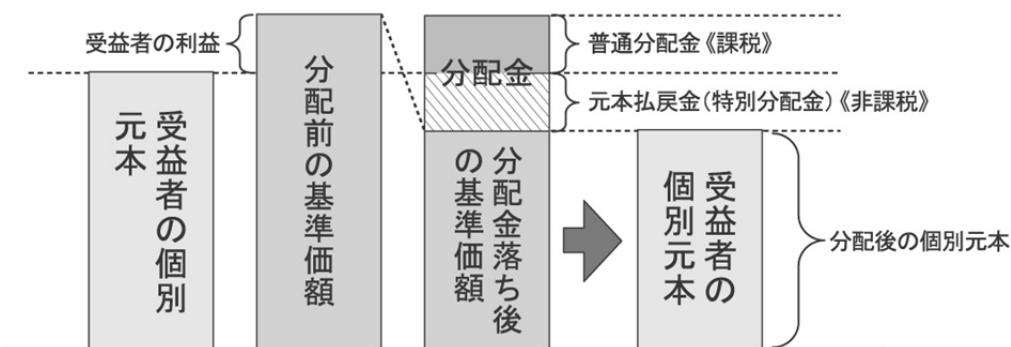 受益者の利益
受益者の個別
元本
分配前の基準価額
分配金
普通分配金《課税》
元本払戻金(特別分配金)《非課税》
分配金落ち後
の基準価額
受益者の
個別元本
分配後の個別元本